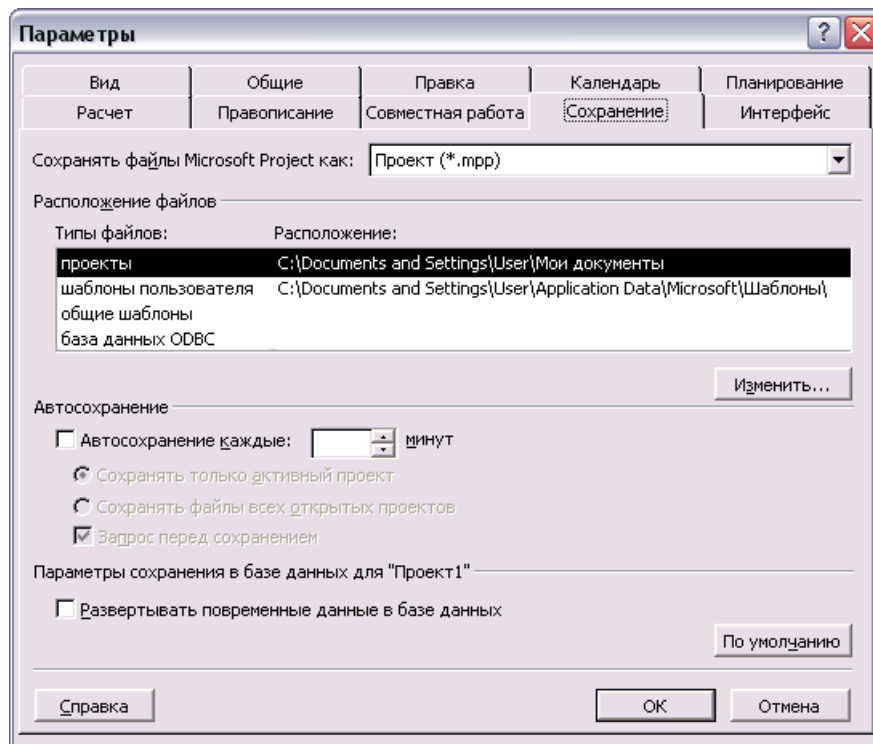 Параметры
Вид Общие Правка Календарь Планирование
Расчет Правописание Совместная работа Сохранение Интерфейс
Сохранять файлы Microsoft Project как: Проект (*.mpp)
Расположение файлов
Типы файлов: Расположение:
проекты C:\Documents and Settings\User\Мои документы
шаблоны пользователя C:\Documents and Settings\User\Application Data\Microsoft\Шаблоны\
общие шаблоны
база данных ODBC
Изменить...
Автосохранение
Автосохранение каждые: минут
Сохранять только активный проект
Сохранять файлы всех открытых проектов
Запрос перед сохранением
Параметры сохранения в базе данных для "Проект1"
Развертывать повременные данные в базе данных
По умолчанию
Справка ОК Отмена